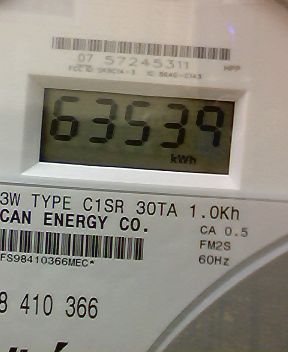 07 57245311 HPP
63539
kWh
3W TYPE C1SR 30TA 1.0Kh
CAN ENERGY CO. CA 0.5
FM2S
FS98410366MEC* 60Hz
8 410 366